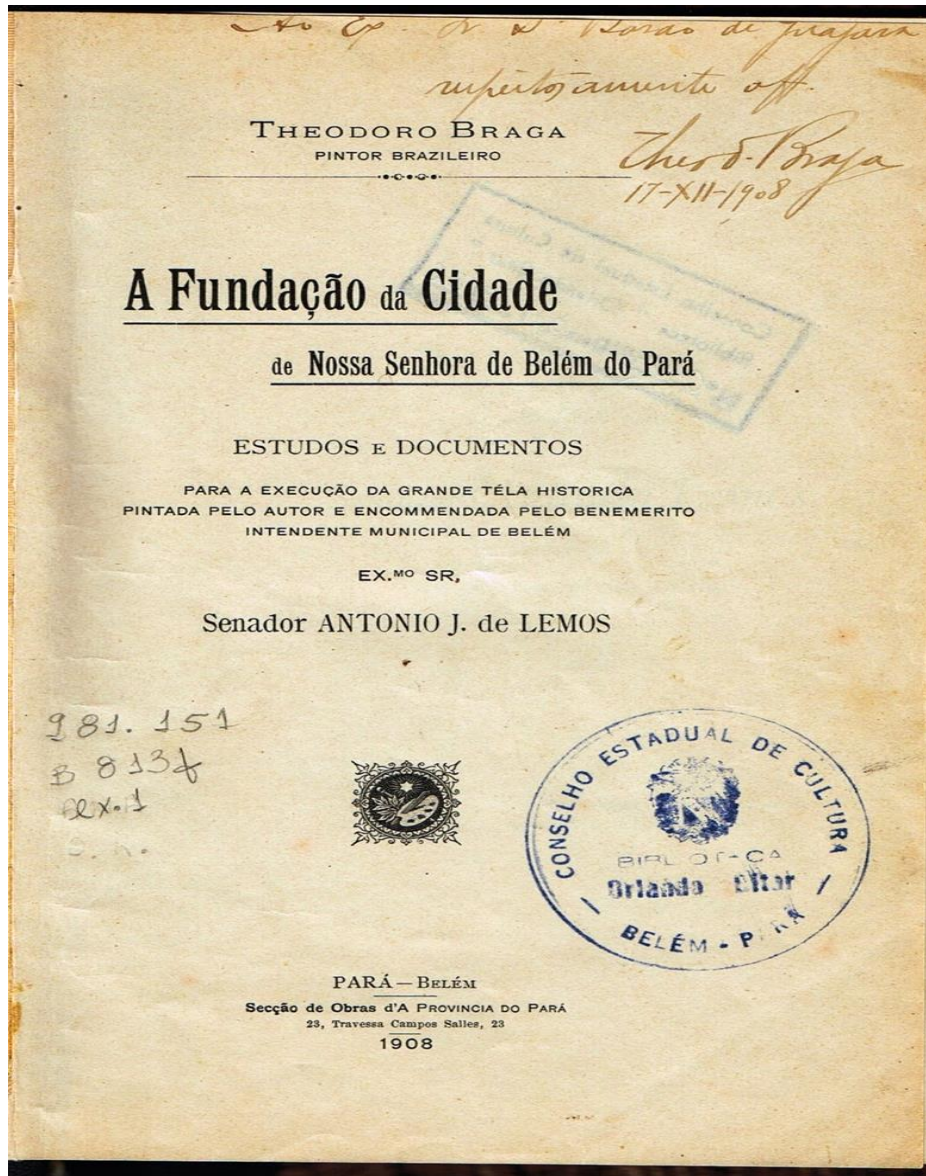 Ao Ex. Sr. D. Barão de Guajará
respeitosamente off.
Theod. Braga
17-XII-1908
THEODORO BRAGA
PINTOR BRAZILEIRO
A Fundação da Cidade
de Nossa Senhora de Belém do Pará
ESTUDOS E DOCUMENTOS
PARA A EXECUÇÃO DA GRANDE TÉLA HISTORICA
PINTADA PELO AUTOR E ENCOMMENDADA PELO BENEMERITO
INTENDENTE MUNICIPAL DE BELÉM
EX.MO SR,
Senador ANTONIO J. de LEMOS
981.151
B 813f
ex.1
CONSELHO ESTADUAL DE CULTURA
BIBLIOTECA
Orlando Bitar
BELÉM - PARÁ
PARÁ—BELÉM
Secção de Obras d'A PROVINCIA DO PARÁ
23, Travessa Campos Salles, 23
1908